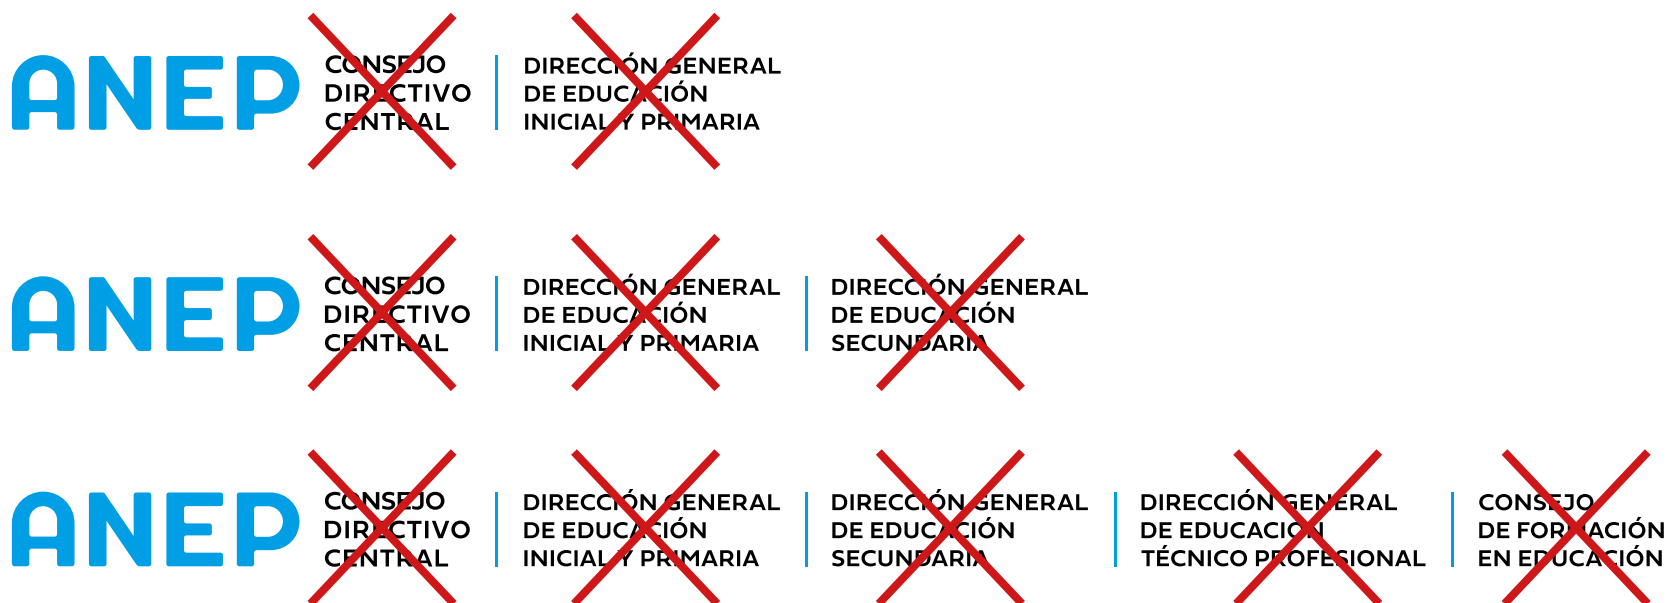 ANEP
CONSEJO
DIRECTIVO
CENTRAL
DIRECCIÓN GENERAL
DE EDUCACIÓN
INICIAL Y PRIMARIA
ANEP
CONSEJO
DIRECTIVO
CENTRAL
DIRECCIÓN GENERAL
DE EDUCACIÓN
INICIAL Y PRIMARIA
DIRECCIÓN GENERAL
DE EDUCACIÓN
SECUNDARIA
ANEP
CONSEJO
DIRECTIVO
CENTRAL
DIRECCIÓN GENERAL
DE EDUCACIÓN
INICIAL Y PRIMARIA
DIRECCIÓN GENERAL
DE EDUCACIÓN
SECUNDARIA
DIRECCIÓN GENERAL
DE EDUCACIÓN
TÉCNICO PROFESIONAL
CONSEJO
DE FORMACIÓN
EN EDUCACIÓN